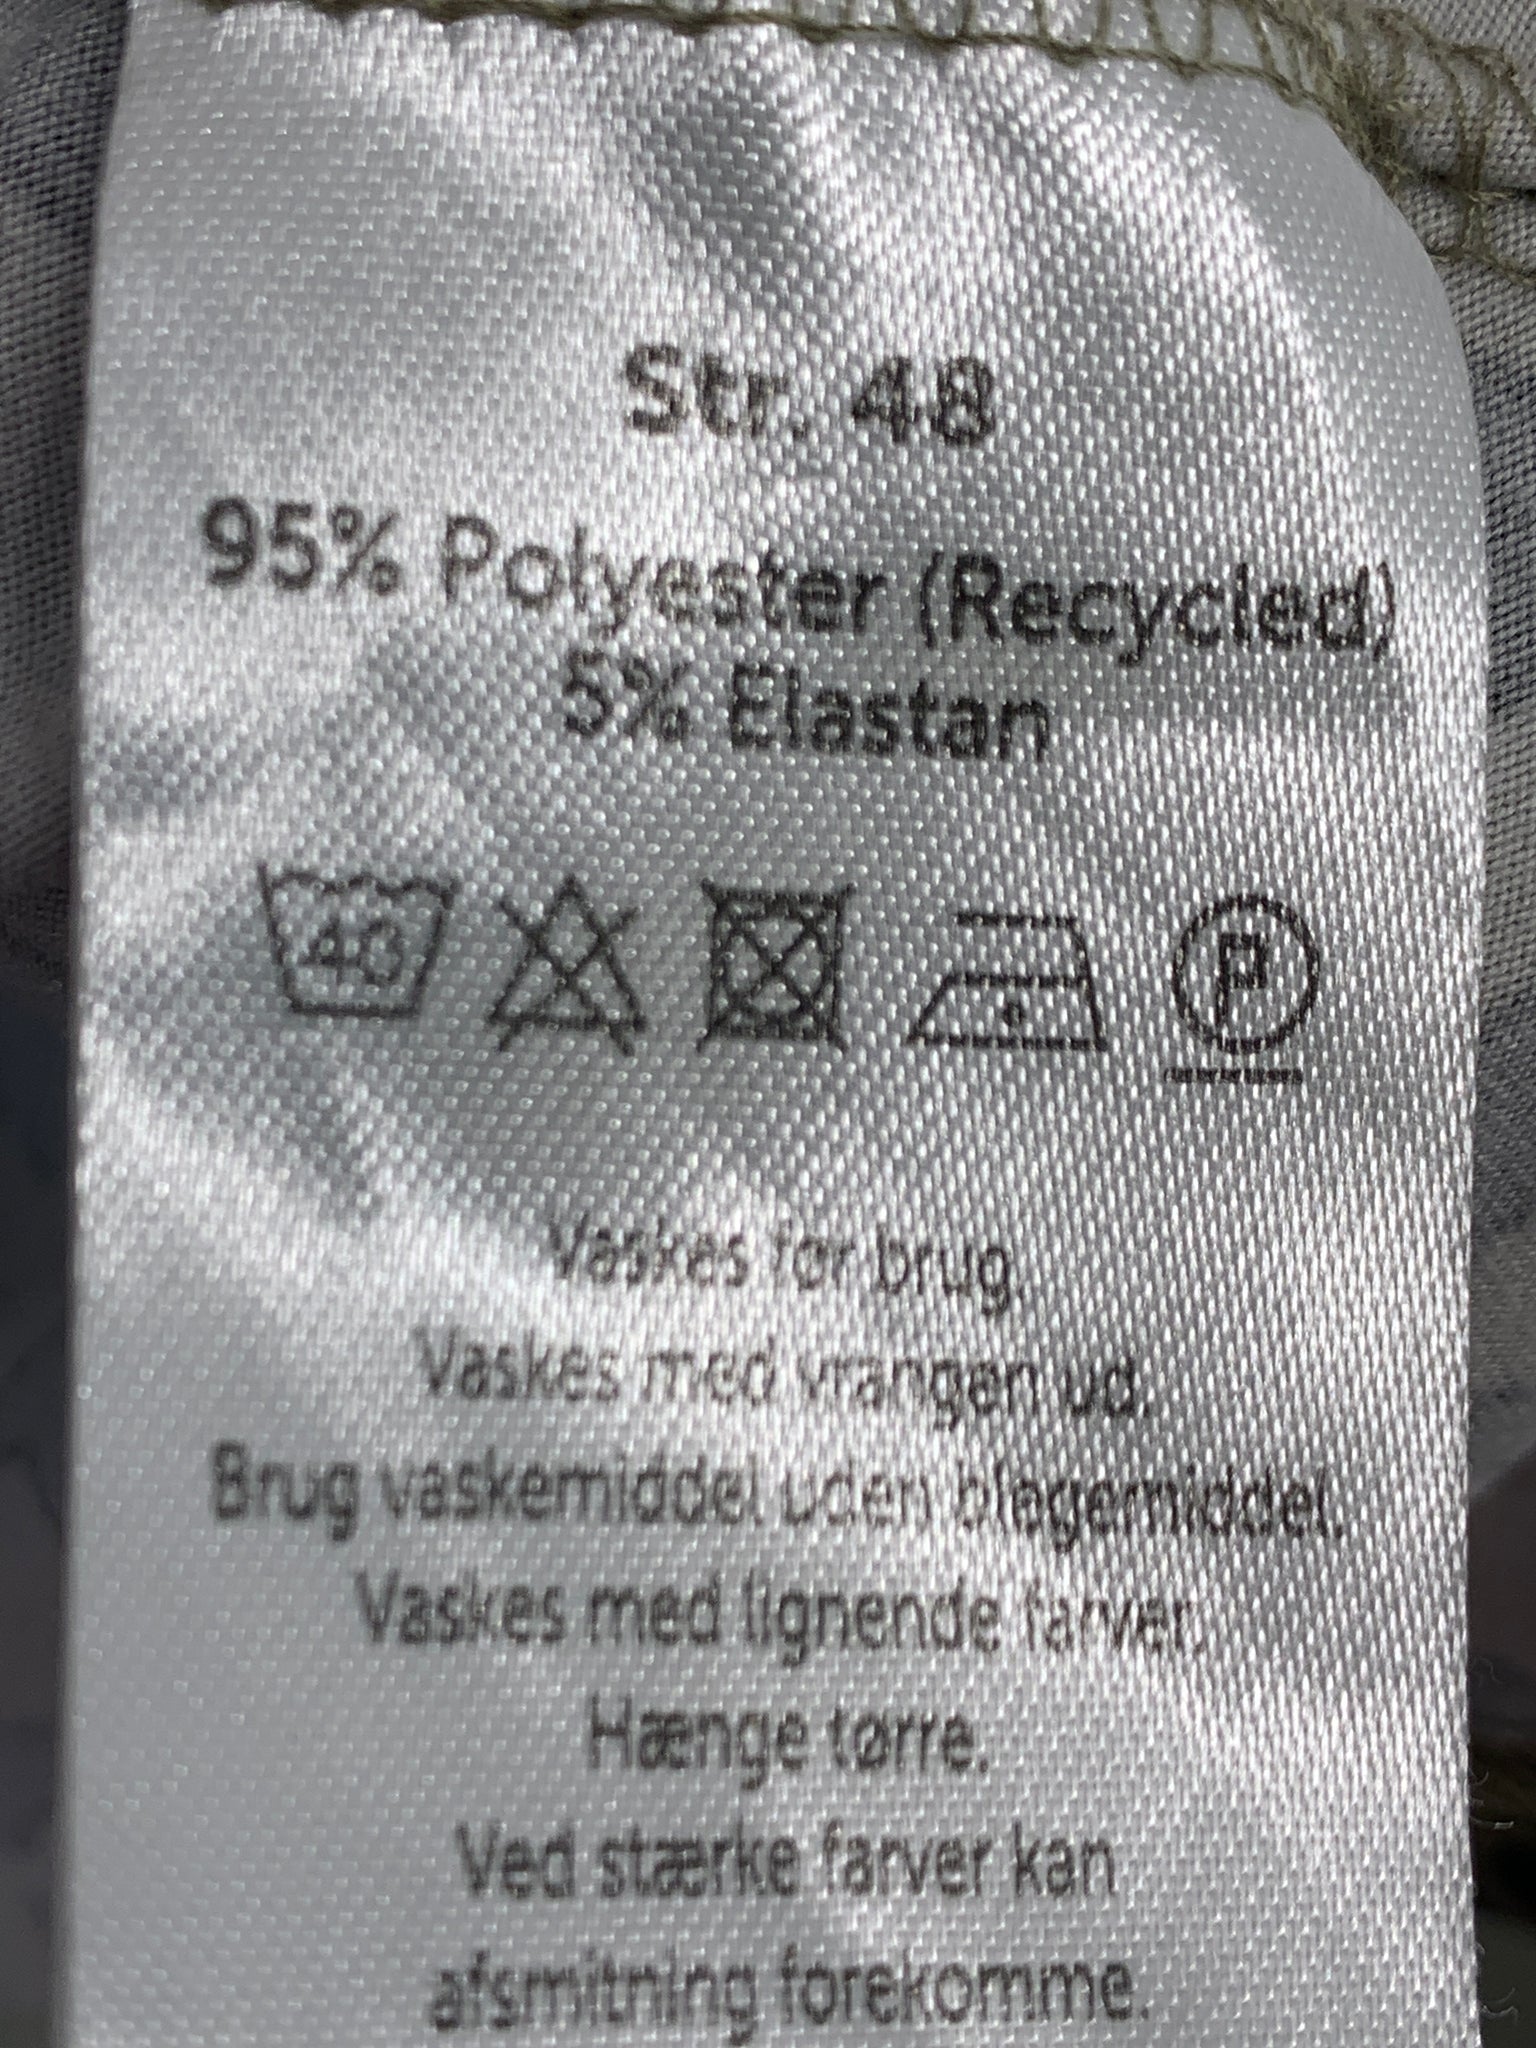 Str. 48
95% Polyester (Recycled)
5% Elastan
40
P
Vaskes før brug
Vaskes med vrangen ud.
Brug vaskemiddel uden blegemiddel.
Vaskes med lignende farver.
Hænge tørre.
Ved stærke farver kan
afsmitning forekomme.